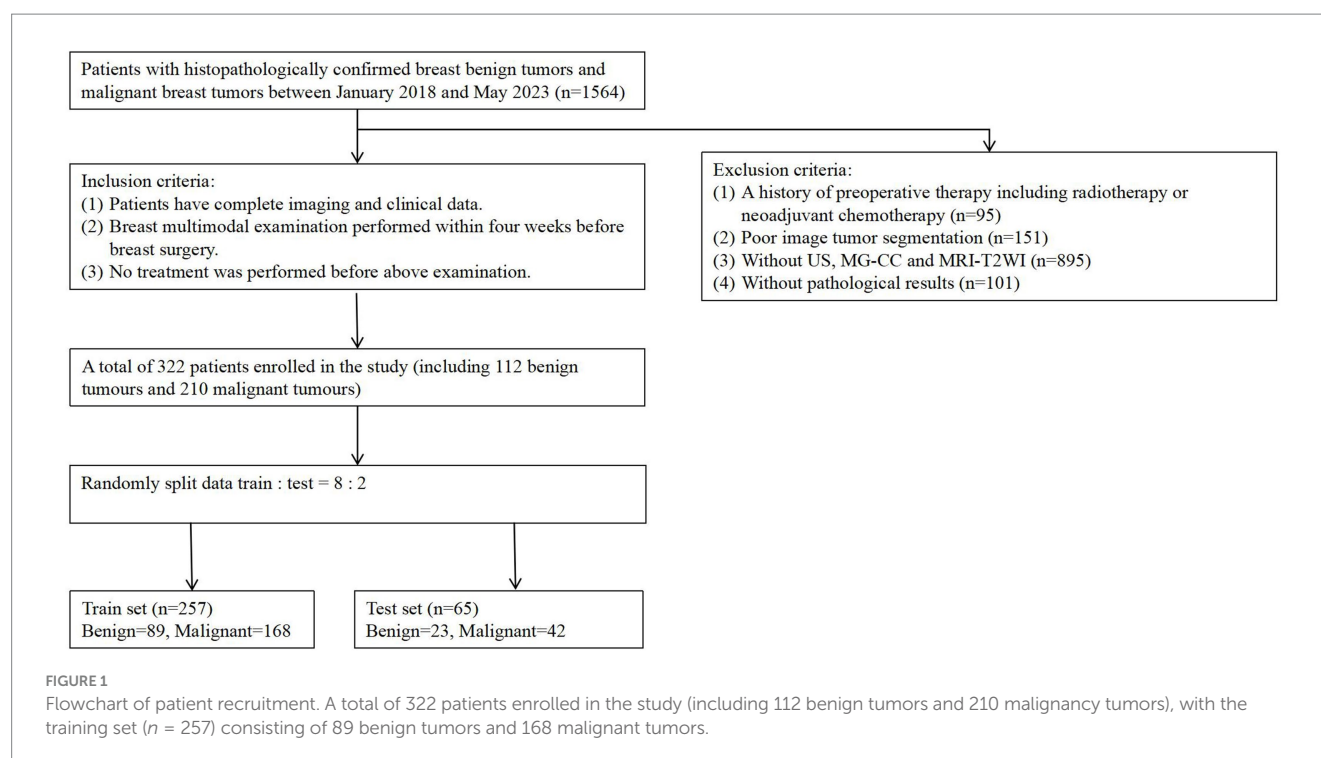 Patients with histopathologically confirmed breast benign tumors and
malignant breast tumors between January 2018 and May 2023 (n=1564)
Inclusion criteria:
(1) Patients have complete imaging and clinical data.
(2) Breast multimodal examination performed within four weeks before
breast surgery.
(3) No treatment was performed before above examination.
Exclusion criteria:
(1) A history of preoperative therapy including radiotherapy or
neoadjuvant chemotherapy (n=95)
(2) Poor image tumor segmentation (n=151)
(3) Without US, MG-CC and MRI-T2WI (n=895)
(4) Without pathological results (n=101)
A total of 322 patients enrolled in the study (including 112 benign
tumours and 210 malignant tumours)
Randomly split data train : test = 8 : 2
Train set (n=257)
Benign=89, Malignant=168
Test set (n=65)
Benign=23, Malignant=42
FIGURE 1
Flowchart of patient recruitment. A total of 322 patients enrolled in the study (including 112 benign tumors and 210 malignancy tumors), with the
training set (n = 257) consisting of 89 benign tumors and 168 malignant tumors.